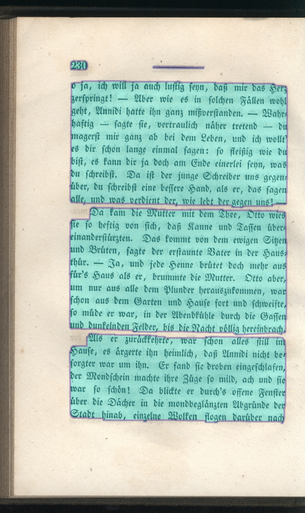 230
o ja, ich will ja auch luſtig ſeyn, daß mir das Herz
zerſpringe! — Aber wie es in ſolchen Fällen wohl
geht, Annidi hatte ihn ganz mißverſtanden. — Wahr-
haftig — ſagte ſie, vertraulich näher tretend — du
magerſt mir ganz ab bei dem Leben, und ich wollt'
es dir ſchon lange einmal ſagen: ſo fleißig wie du
biſt, es kann dir ja doch am Ende einerlei ſeyn, was
du ſchreibſt. Da iſt der junge Schreiber uns gegen-
über, du ſchreibſt eine beſſere Hand, als er, das ſagen
alle, und was verdient der, wie lebt der gegen uns!
Da kam die Mutter mit dem Thee, Otto wies
ſie ſo heftig von ſich, daß Kanne und Taſſen über
einanderſtürzten. Das kommt von dem ewigen Sitzen
und Brüten, ſagte der erſtaunte Vater in der Haus-
thür. — Ja, und jede Henne brütet doch mehr aus
für's Haus als er, brummte die Mutter. Otto aber,
um nur aus alle dem Plunder herauszukommen, war
ſchon aus dem Garten und Hauſe fort und ſchweifte,
ſo müde er war, in der Abendkühle durch die Gaſſen
und dunkelnden Felder, bis die Nacht völlig hereinbrach.
Als er zurückkehrte, war ſchon alles ſtill im
Hauſe, es ärgerte ihn heimlich, daß Annidi nicht be-
ſorgter war um ihn. Er fand ſie droben eingeſchlafen,
der Mondſchein machte ihre Züge ſo mild, ach und ſie
war ſo ſchön! Da blickte er durch's offene Fenſter
über die Dächer in die mondbeglänzten Abgründe der
Stadt hinab, einzelne Wolken flogen darüber nach